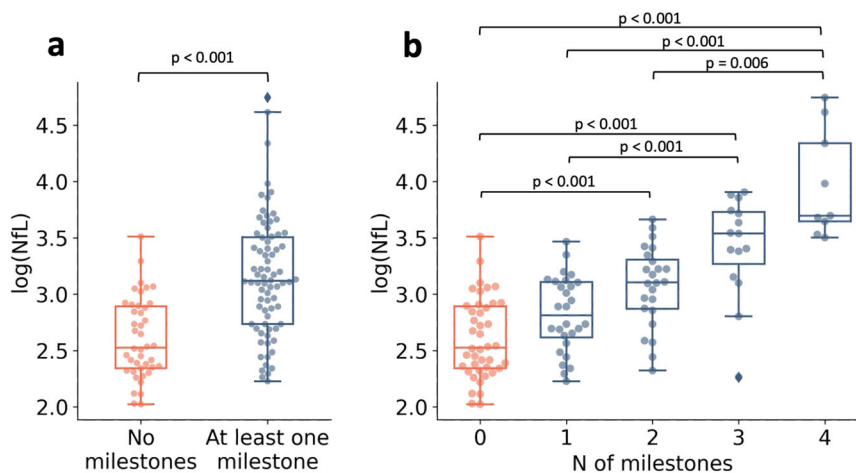 a
p < 0.001
log(NfL)
4.5
4.0
3.5
3.0
2.5
2.0
No
milestones
At least one
milestone
b
p < 0.001
p < 0.001
p = 0.006
p < 0.001
p < 0.001
p < 0.001
log(NfL)
4.5
4.0
3.5
3.0
2.5
2.0
0 1 2 3 4
N of milestones